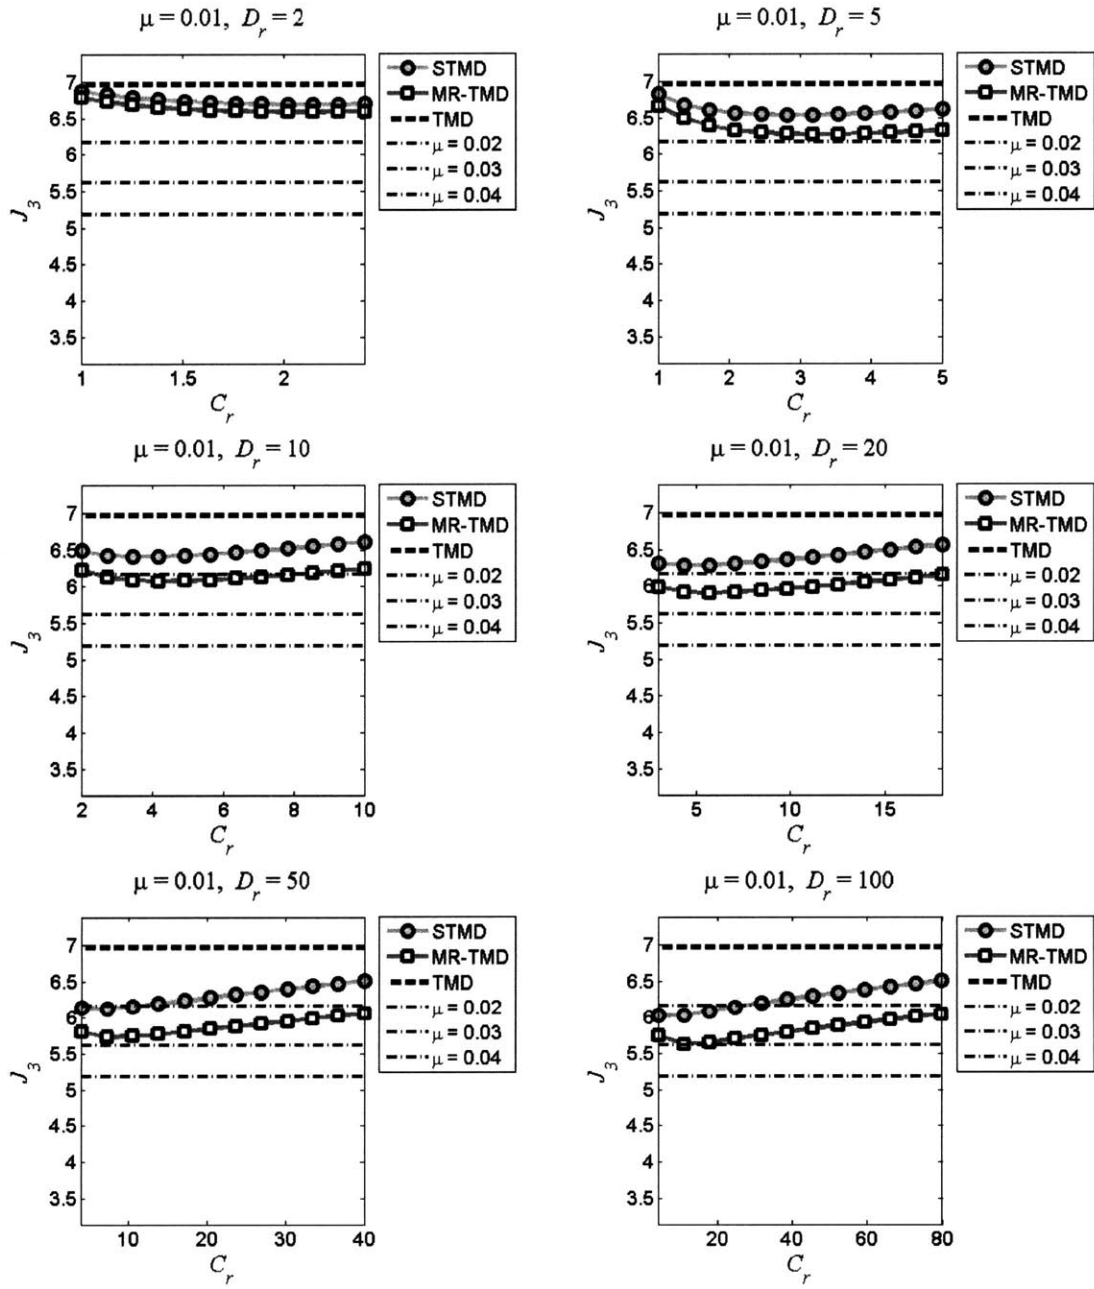 μ = 0.01, D_r = 2
7
6.5
6
5.5
5
4.5
4
3.5
J_3
1 1.5 2
C_r
STMD
MR-TMD
TMD
μ = 0.02
μ = 0.03
μ = 0.04
μ = 0.01, D_r = 5
7
6.5
6
5.5
5
4.5
4
3.5
J_3
1 2 3 4 5
C_r
STMD
MR-TMD
TMD
μ = 0.02
μ = 0.03
μ = 0.04
μ = 0.01, D_r = 10
7
6.5
6
5.5
5
4.5
4
3.5
J_3
2 4 6 8 10
C_r
STMD
MR-TMD
TMD
μ = 0.02
μ = 0.03
μ = 0.04
μ = 0.01, D_r = 20
7
6.5
6
5.5
5
4.5
4
3.5
J_3
5 10 15
C_r
STMD
MR-TMD
TMD
μ = 0.02
μ = 0.03
μ = 0.04
μ = 0.01, D_r = 50
7
6.5
6
5.5
5
4.5
4
3.5
J_3
10 20 30 40
C_r
STMD
MR-TMD
TMD
μ = 0.02
μ = 0.03
μ = 0.04
μ = 0.01, D_r = 100
7
6.5
6
5.5
5
4.5
4
3.5
J_3
20 40 60 80
C_r
STMD
MR-TMD
TMD
μ = 0.02
μ = 0.03
μ = 0.04